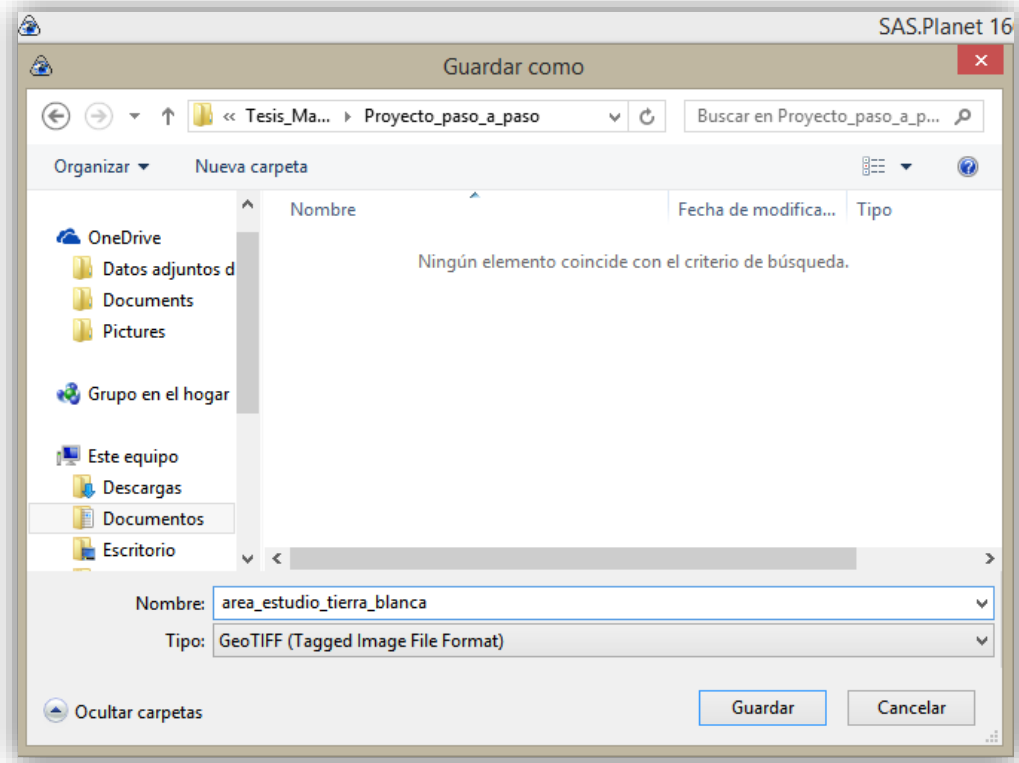 SAS.Planet 16
Guardar como
« Tesis_Ma... Proyecto_paso_a_paso
Buscar en Proyecto_paso_a_p...
Organizar
Nueva carpeta
Nombre
Fecha de modifica...
Tipo
OneDrive
Datos adjuntos d
Documents
Pictures
Grupo en el hogar
Este equipo
Descargas
Documentos
Escritorio
Ningún elemento coincide con el criterio de búsqueda.
Nombre: area_estudio_tierra_blanca
Tipo: GeoTIFF (Tagged Image File Format)
Ocultar carpetas
Guardar
Cancelar